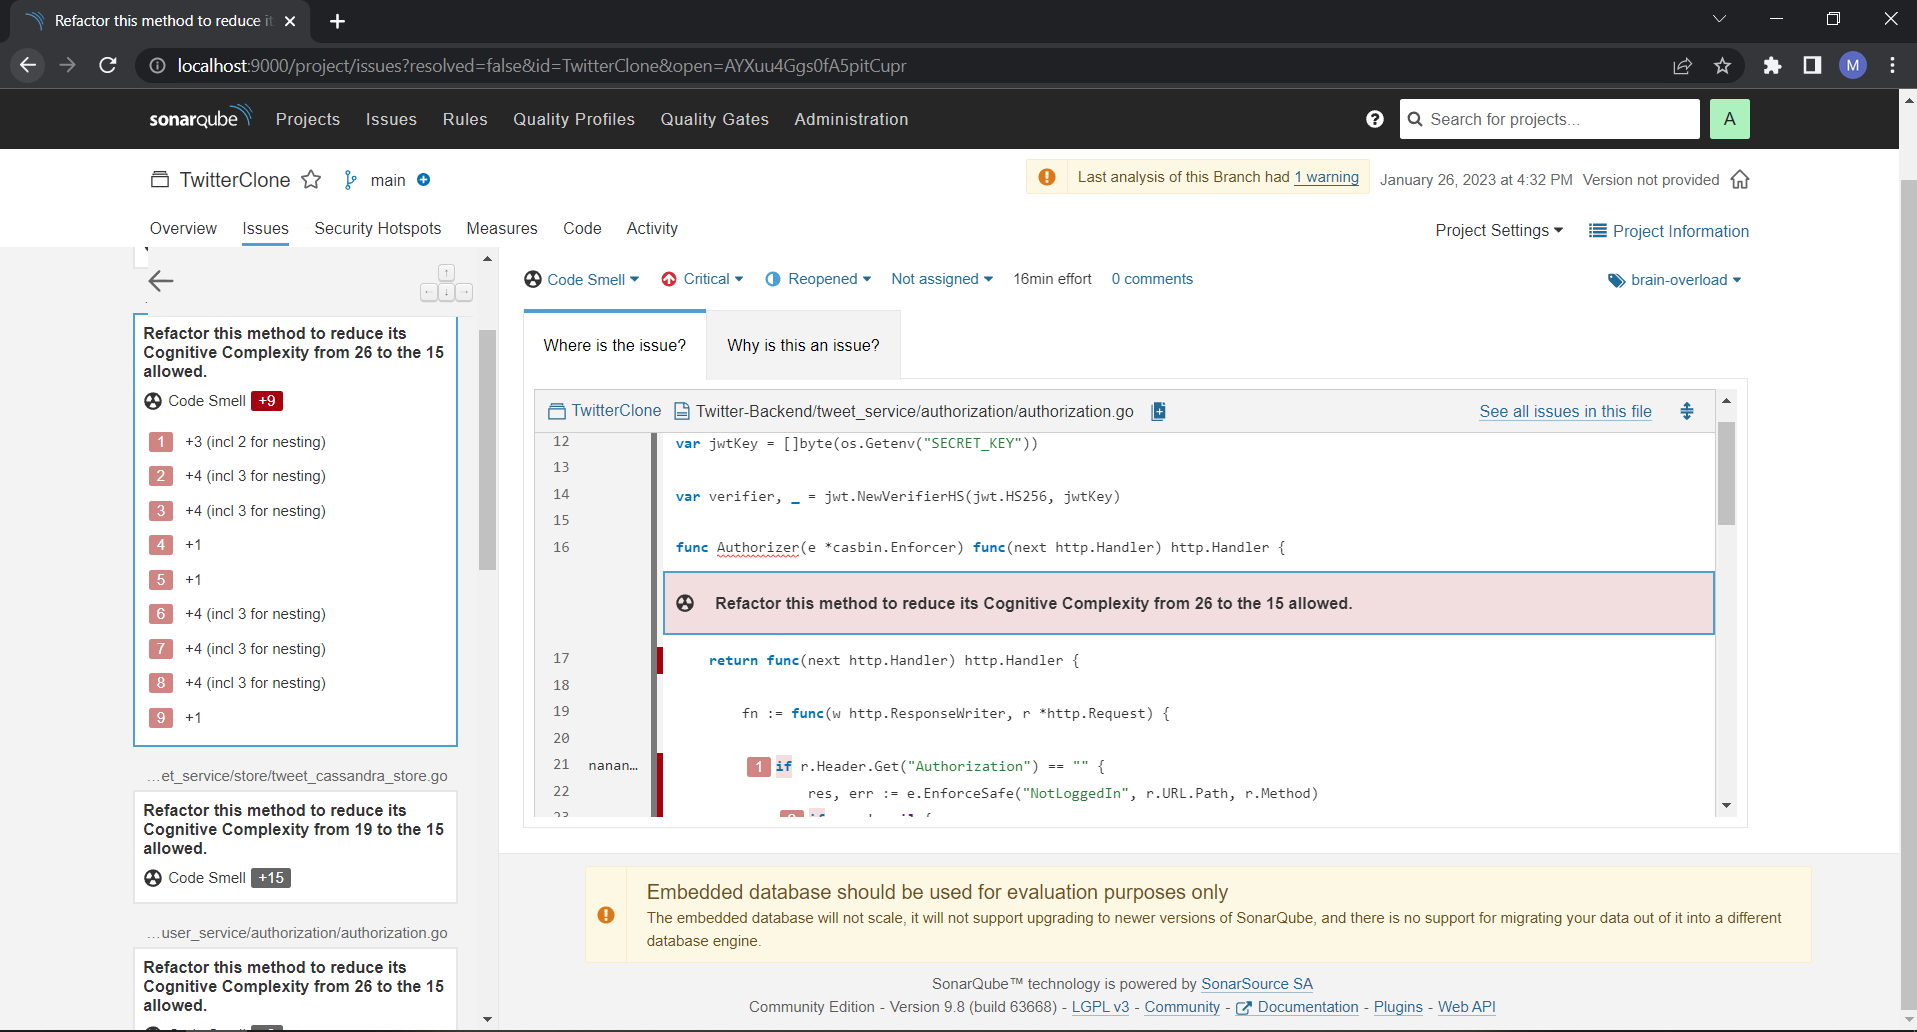 Refactor this method to reduce it
localhost:9000/project/issues?resolved=false&id=TwitterClone&open=AYXuu4Ggs0fA5pitCupr
M
sonarqube Projects Issues Rules Quality Profiles Quality Gates Administration
? Search for projects... A
TwitterClone main
Last analysis of this Branch had 1 warning January 26, 2023 at 4:32 PM Version not provided
Overview Issues Security Hotspots Measures Code Activity
Project Settings Project Information
Refactor this method to reduce its
Cognitive Complexity from 26 to the 15
allowed.
Code Smell +9
1 +3 (incl 2 for nesting)
2 +4 (incl 3 for nesting)
3 +4 (incl 3 for nesting)
4 +1
5 +1
6 +4 (incl 3 for nesting)
7 +4 (incl 3 for nesting)
8 +4 (incl 3 for nesting)
9 +1
...et_service/store/tweet_cassandra_store.go
Refactor this method to reduce its
Cognitive Complexity from 19 to the 15
allowed.
Code Smell +15
...user_service/authorization/authorization.go
Refactor this method to reduce its
Cognitive Complexity from 26 to the 15
allowed.
Code Smell Critical Reopened Not assigned 16min effort 0 comments brain-overload
Where is the issue? Why is this an issue?
TwitterClone Twitter-Backend/tweet_service/authorization/authorization.go See all issues in this file
12 var jwtKey = []byte(os.Getenv("SECRET_KEY"))
13
14 var verifier, _ = jwt.NewVerifierHS(jwt.HS256, jwtKey)
15
16 func Authorizer(e *casbin.Enforcer) func(next http.Handler) http.Handler {
Refactor this method to reduce its Cognitive Complexity from 26 to the 15 allowed.
17 return func(next http.Handler) http.Handler {
18
19 fn := func(w http.ResponseWriter, r *http.Request) {
20
21 nanan... 1 if r.Header.Get("Authorization") == "" {
22 res, err := e.EnforceSafe("NotLoggedIn", r.URL.Path, r.Method)
Embedded database should be used for evaluation purposes only
The embedded database will not scale, it will not support upgrading to newer versions of SonarQube, and there is no support for migrating your data out of it into a different
database engine.
SonarQube™ technology is powered by SonarSource SA
Community Edition - Version 9.8 (build 63668) - LGPL v3 - Community - Documentation - Plugins - Web API